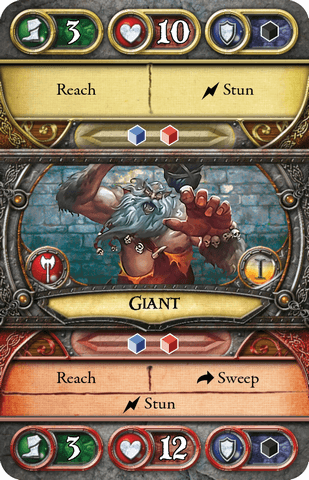 3 10
Reach Stun
I
GIANT
Reach Sweep
Stun
3 12